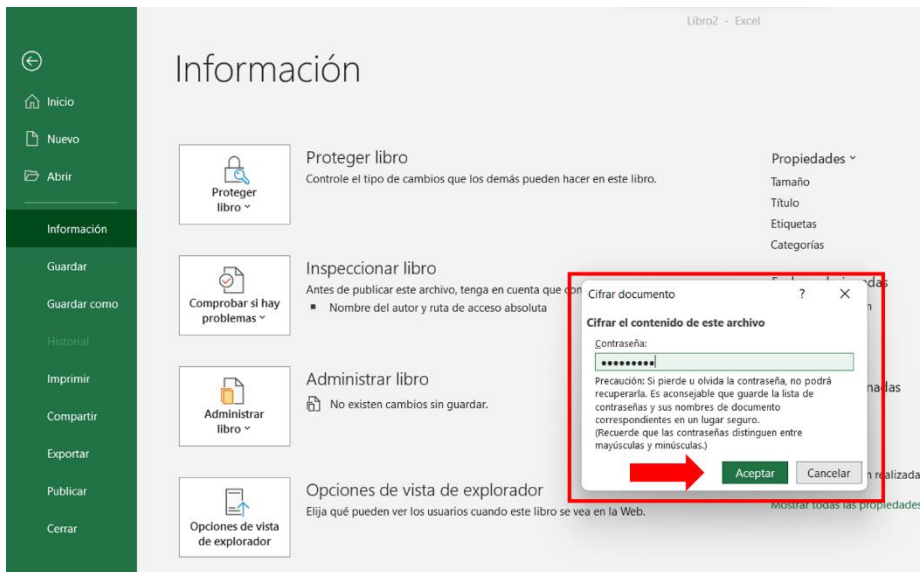 Libro2 - Excel
Información
Inicio
Nuevo
Abrir
Información
Guardar
Guardar como
Historial
Imprimir
Compartir
Exportar
Publicar
Cerrar
Proteger
libro
Proteger libro
Controle el tipo de cambios que los demás pueden hacer en este libro.
Comprobar si hay
problemas
Inspeccionar libro
Antes de publicar este archivo, tenga en cuenta que
Nombre del autor y ruta de acceso absoluta
Administrar
libro
Administrar libro
No existen cambios sin guardar.
Opciones de vista
de explorador
Opciones de vista de explorador
Elija qué pueden ver los usuarios cuando este libro se vea en la Web.
Propiedades
Tamaño
Título
Etiquetas
Categorías
Cifrar documento ? X
Cifrar el contenido de este archivo
Contraseña:
•••••••••
Precaución: Si pierde u olvida la contraseña, no podrá
recuperarla. Es aconsejable que guarde la lista de
contraseñas y sus nombres de documento
correspondientes en un lugar seguro.
(Recuerde que las contraseñas distinguen entre
mayúsculas y minúsculas.)
Aceptar Cancelar
Mostrar todas las propiedades